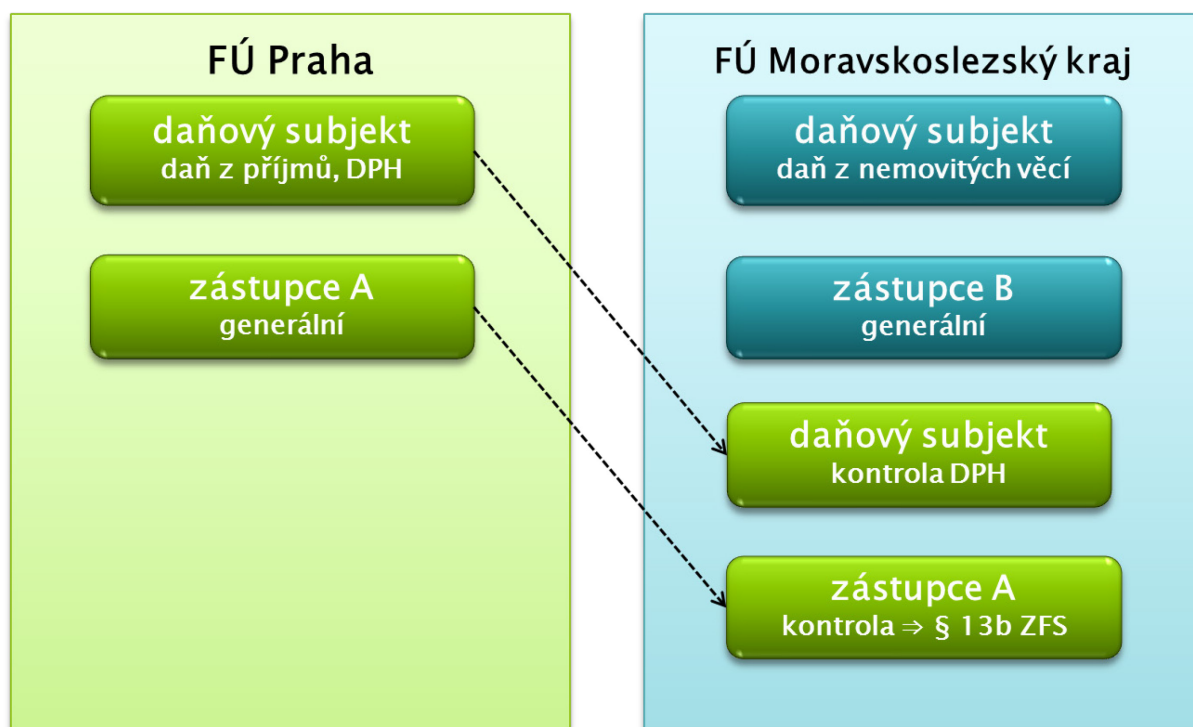 FÚ Praha
daňový subjekt
daň z příjmů, DPH
zástupce A
generální
FÚ Moravskoslezský kraj
daňový subjekt
daň z nemovitých věcí
zástupce B
generální
daňový subjekt
kontrola DPH
zástupce A
kontrola ⇒ § 13b ZFS